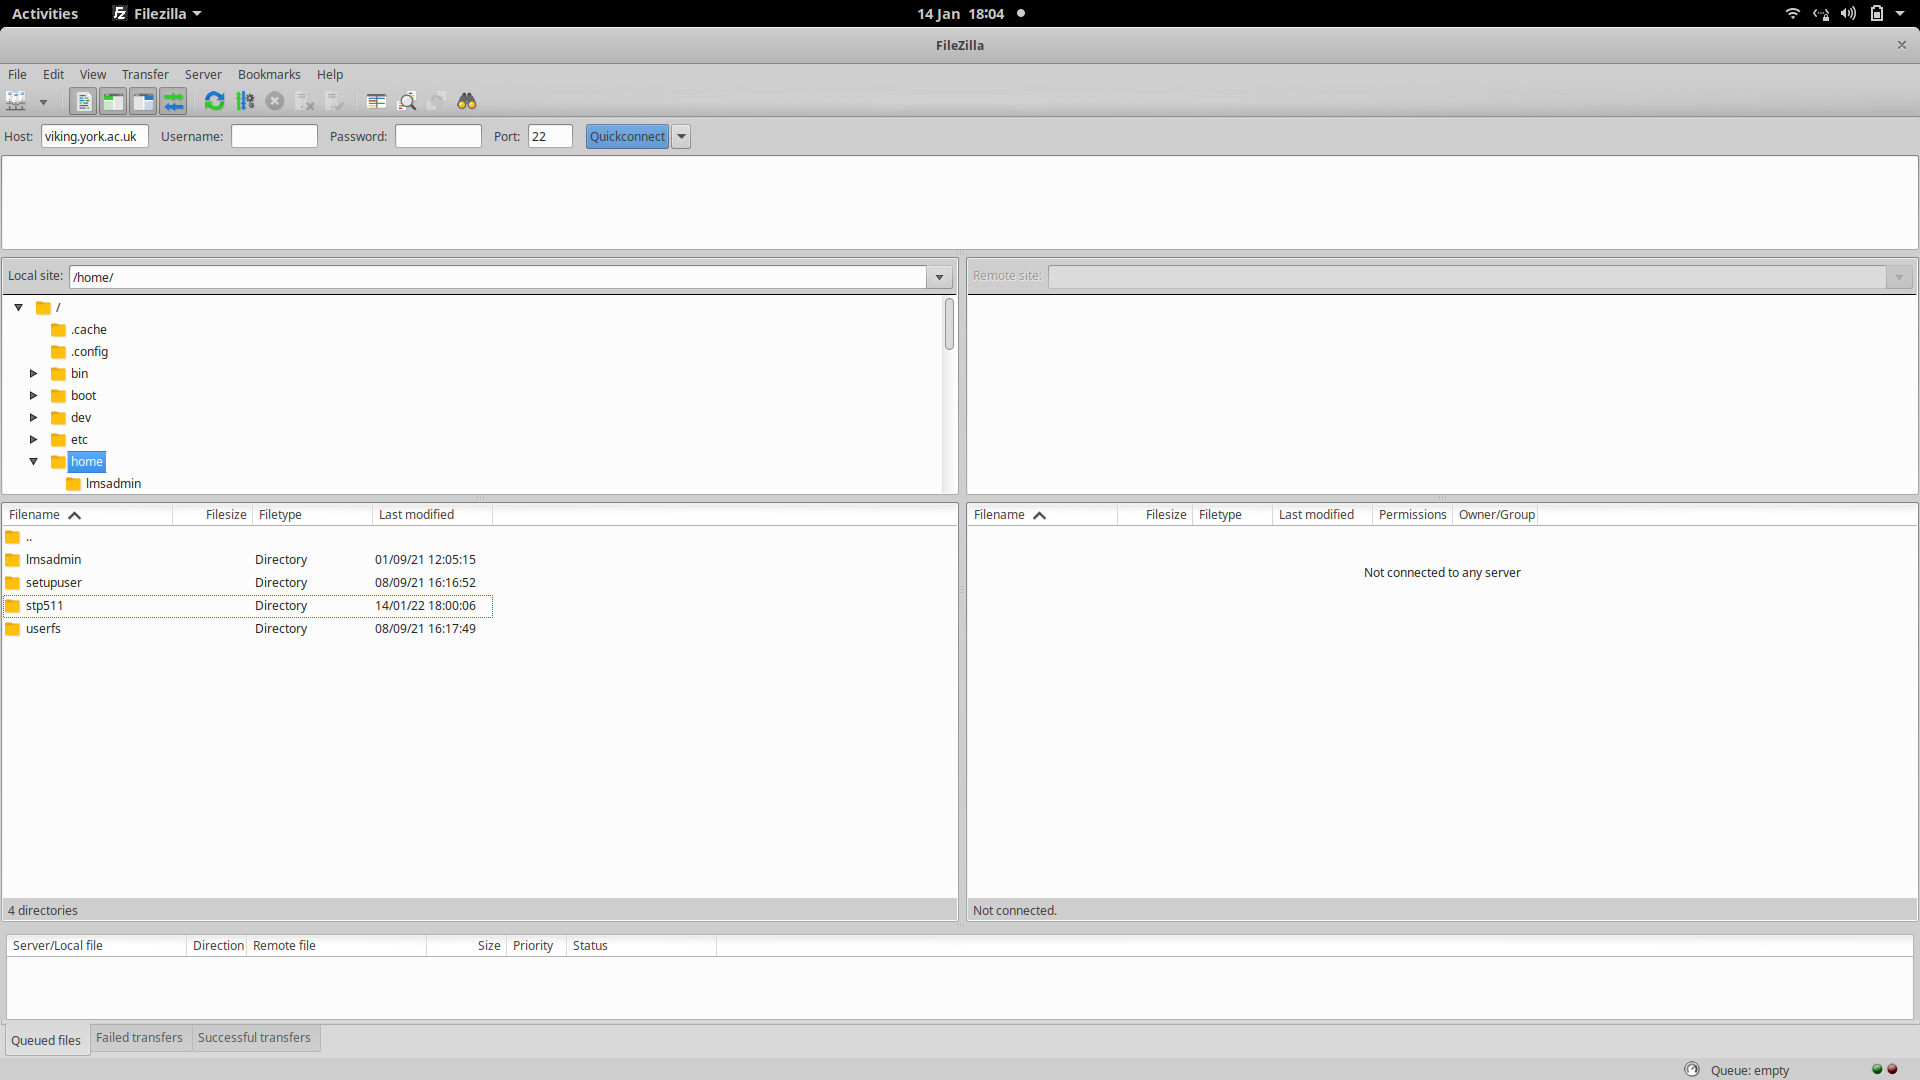 Activities Filezilla 14 Jan 18:04
FileZilla
File Edit View Transfer Server Bookmarks Help
Host: viking.york.ac.uk Username: Password: Port: 22 Quickconnect
Local site: /home/ Remote site:
/
.cache
.config
bin
boot
dev
etc
home
lmsadmin
Filename Filesize Filetype Last modified Filename Filesize Filetype Last modified Permissions Owner/Group
..
lmsadmin Directory 01/09/21 12:05:15
Not connected to any server
setupuser Directory 08/09/21 16:16:52
stp511 Directory 14/01/22 18:00:06
userfs Directory 08/09/21 16:17:49
4 directories Not connected.
Server/Local file Direction Remote file Size Priority Status
Queued files Failed transfers Successful transfers
Queue: empty